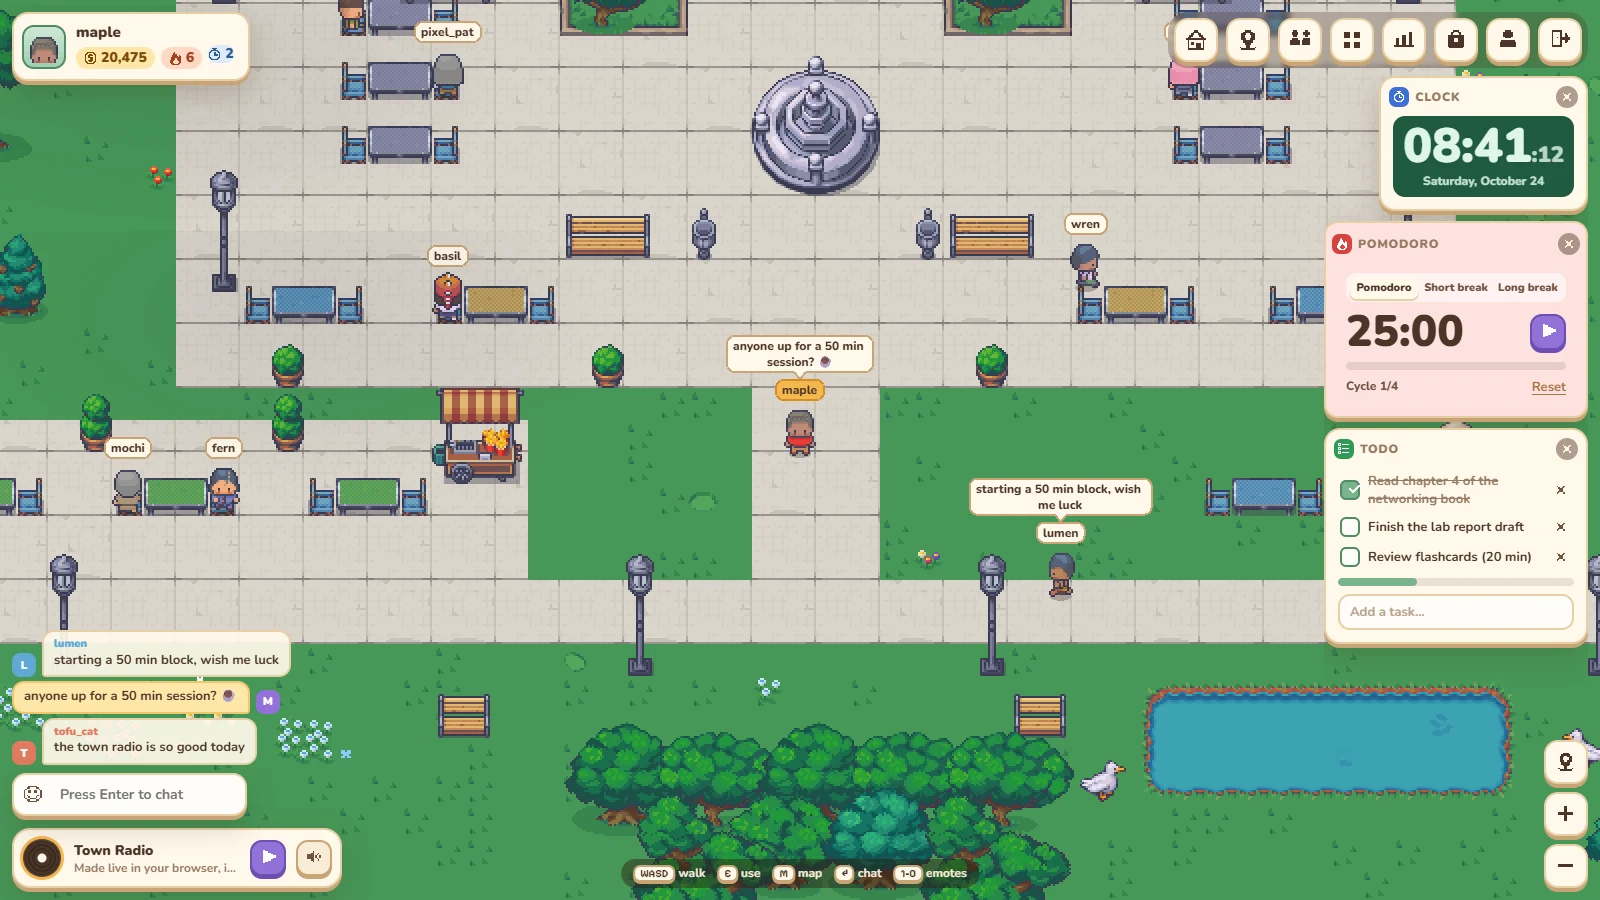 maple
20,475
6
2
pixel_pat
CLOCK
08:41:12
Saturday, October 24
POMODORO
Pomodoro
Short break
Long break
25:00
Cycle 1/4
Reset
TODO
Read chapter 4 of the
networking book
Finish the lab report draft
Review flashcards (20 min)
Add a task...
wren
basil
anyone up for a 50 min
session?
maple
mochi
fern
starting a 50 min block, wish
me luck
lumen
lumen
L
starting a 50 min block, wish me luck
anyone up for a 50 min session?
M
tofu_cat
T
the town radio is so good today
Press Enter to chat
Town Radio
Made live in your browser, i...
WASD walk E use M map chat 1-0 emotes